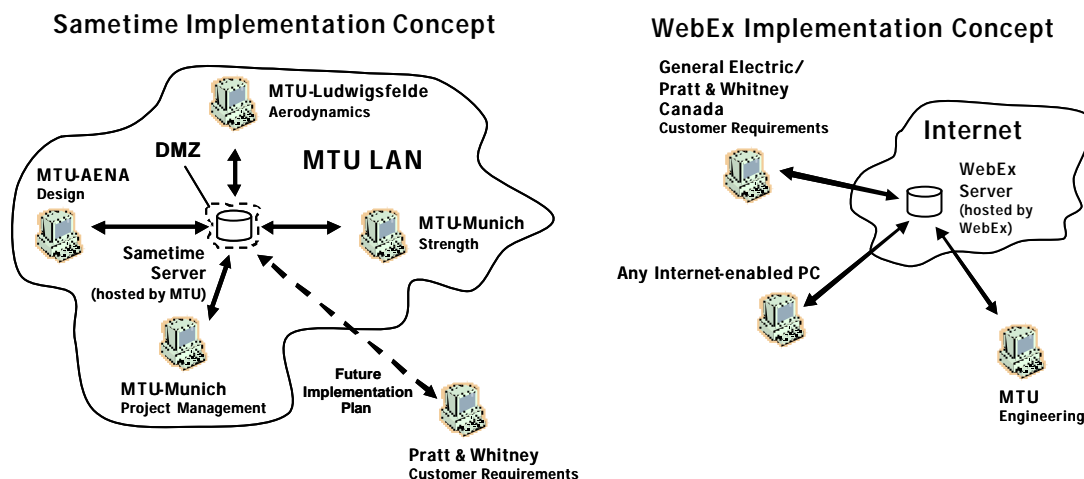 Sametime Implementation Concept
MTU-Ludwigsfelde
Aerodynamics
DMZ
MTU LAN
MTU-AENA
Design
MTU-Munich
Strength
Sametime
Server
(hosted by MTU)
MTU-Munich
Project Management
Future
Implementation
Plan
Pratt & Whitney
Customer Requirements
WebEx Implementation Concept
General Electric/
Pratt & Whitney
Canada
Customer Requirements
Internet
WebEx
Server
(hosted by
WebEx)
Any Internet-enabled PC
MTU
Engineering